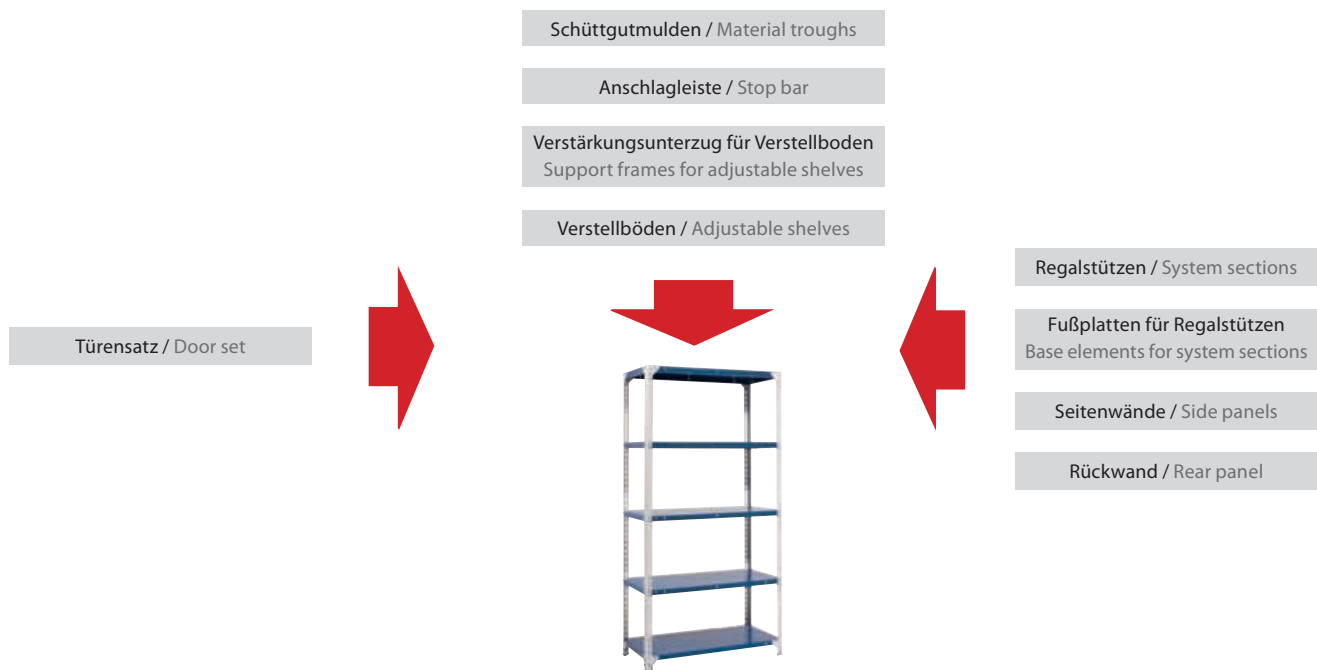 Schüttgutmulden / Material troughs
Anschlagleiste / Stop bar
Verstärkungsunterzug für Verstellboden
Support frames for adjustable shelves
Verstellböden / Adjustable shelves
Türensatz / Door set
Regalstützen / System sections
Fußplatten für Regalstützen
Base elements for system sections
Seitenwände / Side panels
Rückwand / Rear panel